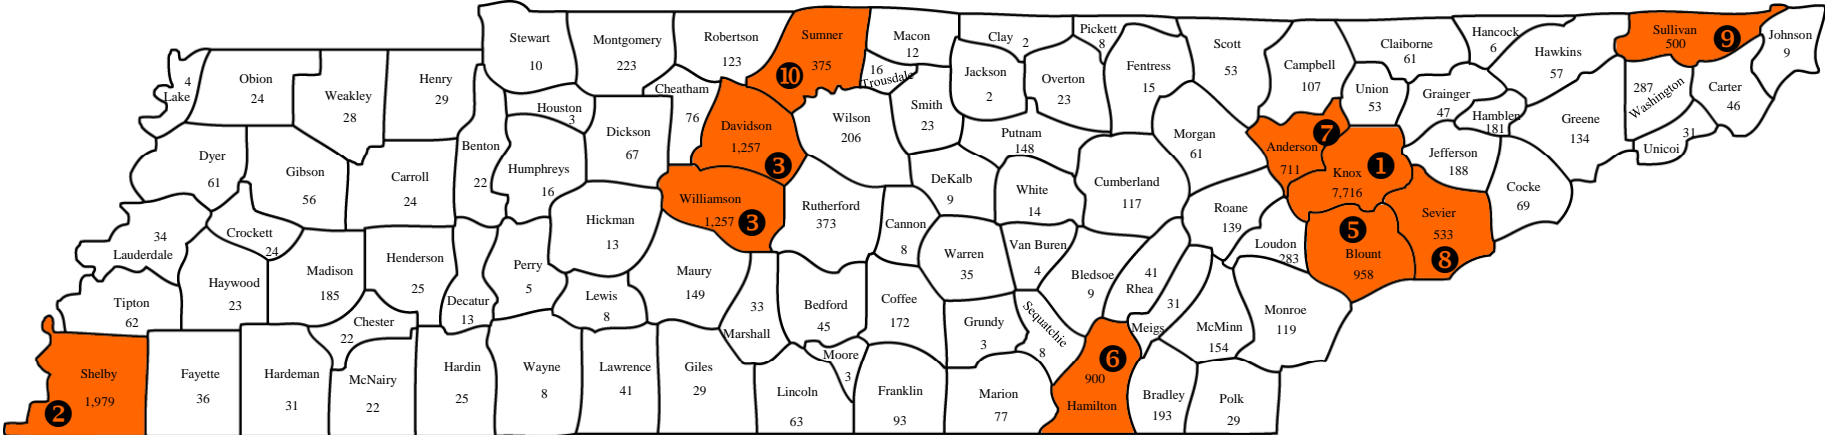 Lake
4
Obion
24
Weakley
28
Henry
29
Stewart
10
Montgomery
223
Robertson
123
Sumner
375
10
Macon
12
Clay 2
Pickett
8
Scott
53
Claiborne
61
Hancock
6
Hawkins
57
Sullivan
500
9
Johnson
9
Houston
3
Cheatham
76
16
Trousdale
Jackson
2
Overton
23
Fentress
15
Campbell
107
Union
53
Grainger
47
Hamblen
181
Greene
134
287
Washington
Carter
46
31
Unicoi
Dyer
61
Gibson
56
Carroll
24
Benton
22
Humphreys
16
Dickson
67
Davidson
1,257
3
Wilson
206
Smith
23
Putnam
148
Morgan
61
Anderson
711
7
Knox
7,716
1
Jefferson
188
Cocke
69
Sevier
533
8
34
Lauderdale
Crockett
24
Hickman
13
Williamson
1,257
3
Rutherford
373
Cannon
8
DeKalb
9
White
14
Cumberland
117
Roane
139
Loudon
283
5
Blount
958
Tipton
62
Haywood
23
Madison
185
Henderson
25
Decatur
13
Perry
5
Lewis
8
Maury
149
33
Marshall
Bedford
45
Coffee
172
Warren
35
Van Buren
4
Bledsoe
9
41
Rhea
31
Meigs
McMinn
154
Monroe
119
Chester
22
Grundy
3
Sequatchie
8
6
900
Hamilton
Shelby
1,979
2
Fayette
36
Hardeman
31
McNairy
22
Hardin
25
Wayne
8
Lawrence
41
Giles
29
Lincoln
63
Moore
3
Franklin
93
Marion
77
Bradley
193
Polk
29